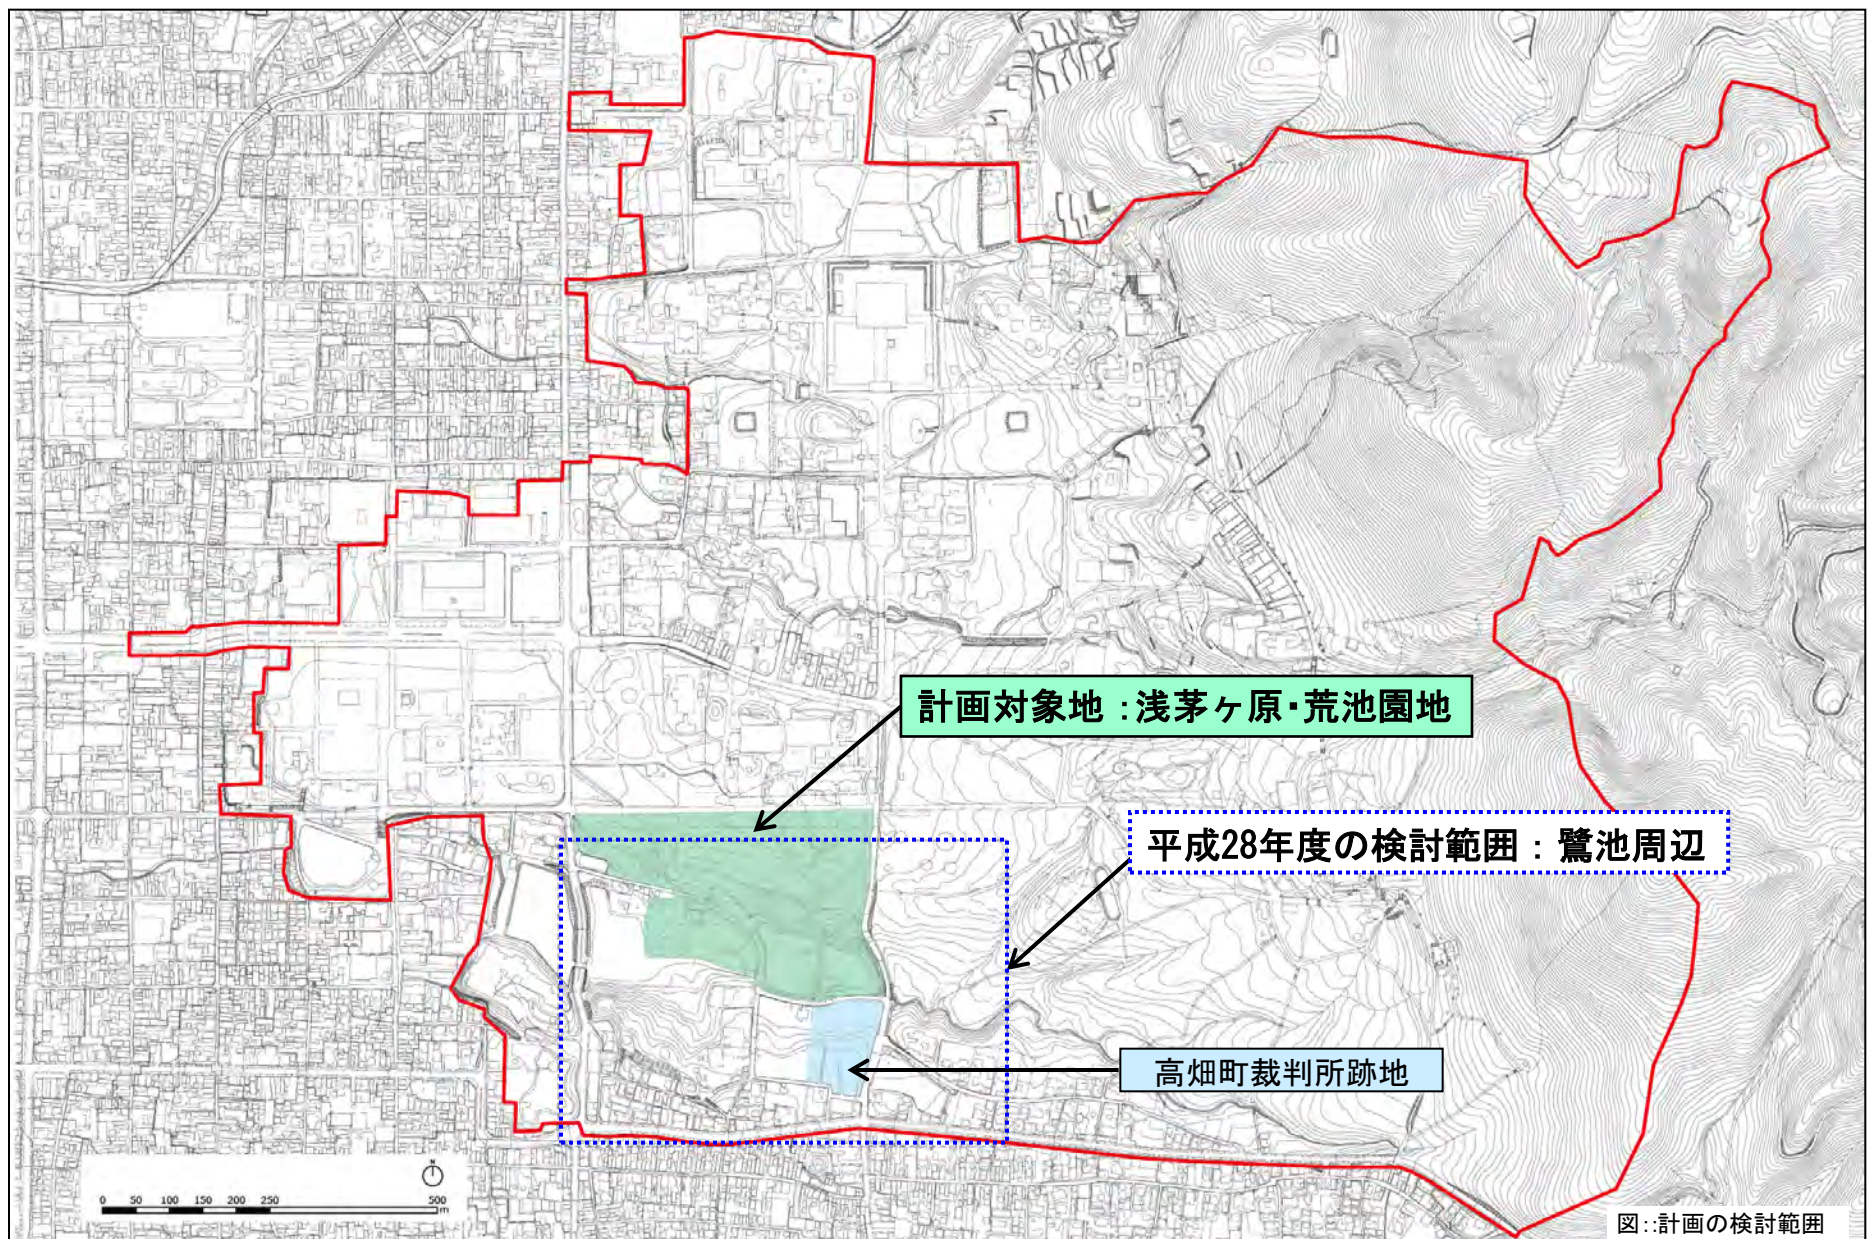 計画対象地：浅茅ヶ原・荒池園地
平成28年度の検討範囲：鷺池周辺
高畑町裁判所跡地
N
0 50 100 150 200 250 500
m
図::計画の検討範囲